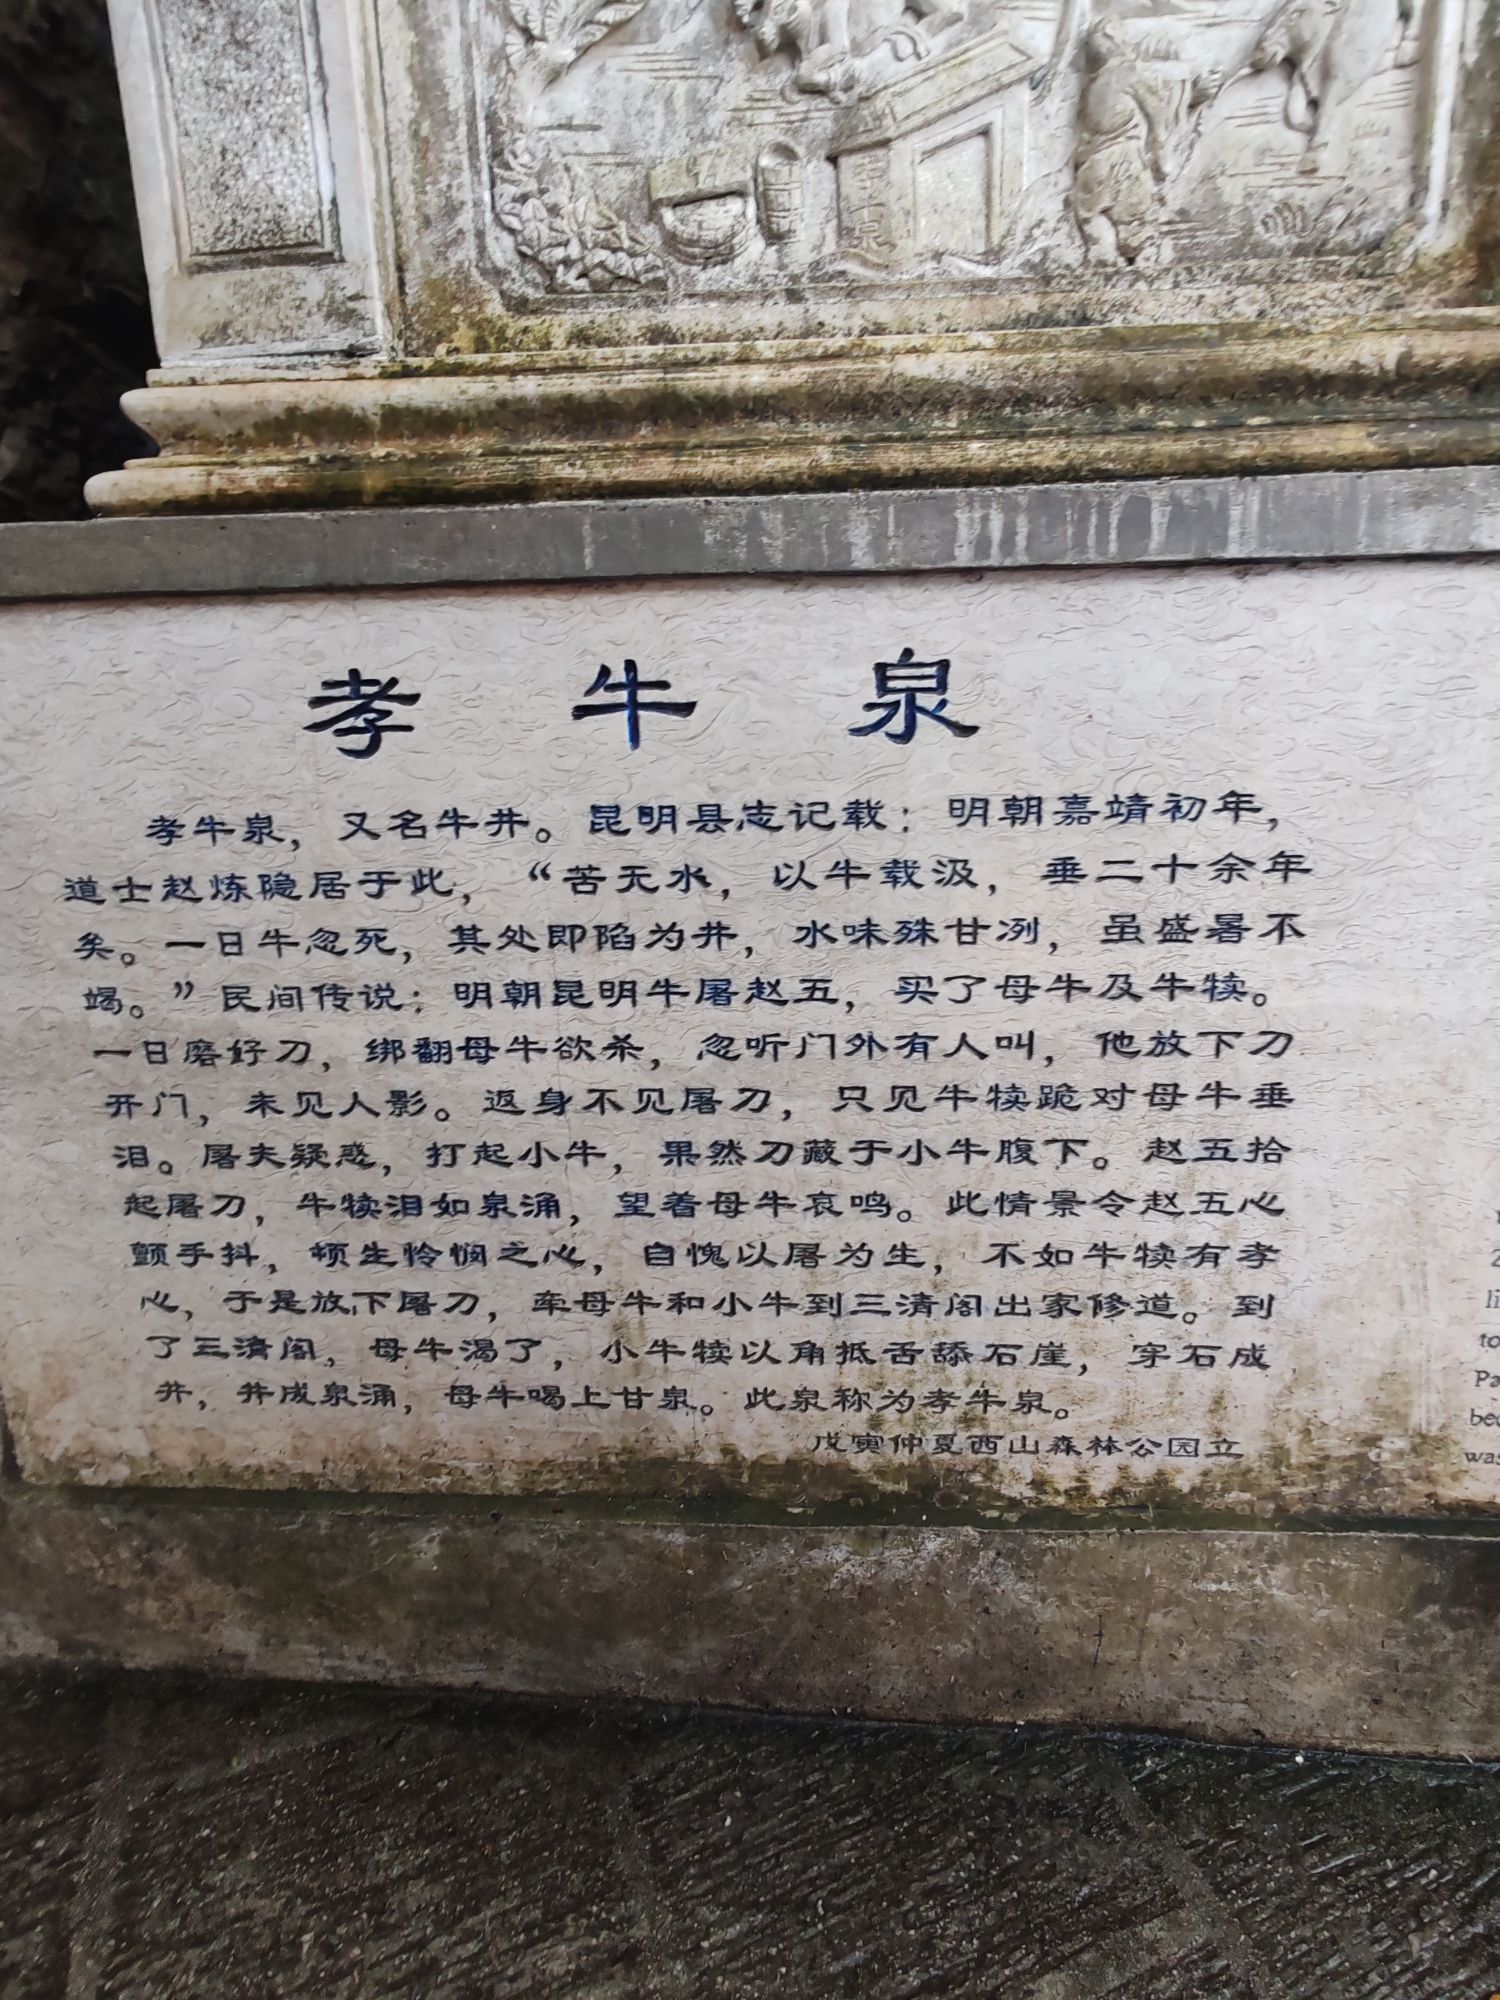 孝牛泉
孝牛泉，又名牛井。昆明县志记载：明朝嘉靖初年，
道士赵炼隐居于此，“苦无水，以牛载汲，垂二十余年
矣。一日牛忽死，其处即陷为井，水味殊甘冽，虽盛暑不
竭。”民间传说：明朝昆明牛屠赵五，买了母牛及牛犊。
一日磨好刀，绑翻母牛欲杀，忽听门外有人叫，他放下刀
开门，未见人影。返身不见屠刀，只见牛犊跪对母牛垂
泪。屠夫疑惑，打起小牛，果然刀藏于小牛腹下。赵五拾
起屠刀，牛犊泪如泉涌，望着母牛哀鸣。此情景令赵五心
颤手抖，顿生怜悯之心，自愧以屠为生，不如牛犊有孝
心，于是放下屠刀，牵母牛和小牛到三清阁出家修道。到
了三清阁，母牛渴了，小牛犊以角抵舌舔石崖，穿石成
井，井成泉涌，母牛喝上甘泉。此泉称为孝牛泉。
戊寅仲夏西山森林公园立
li
to
Pa
bec
was